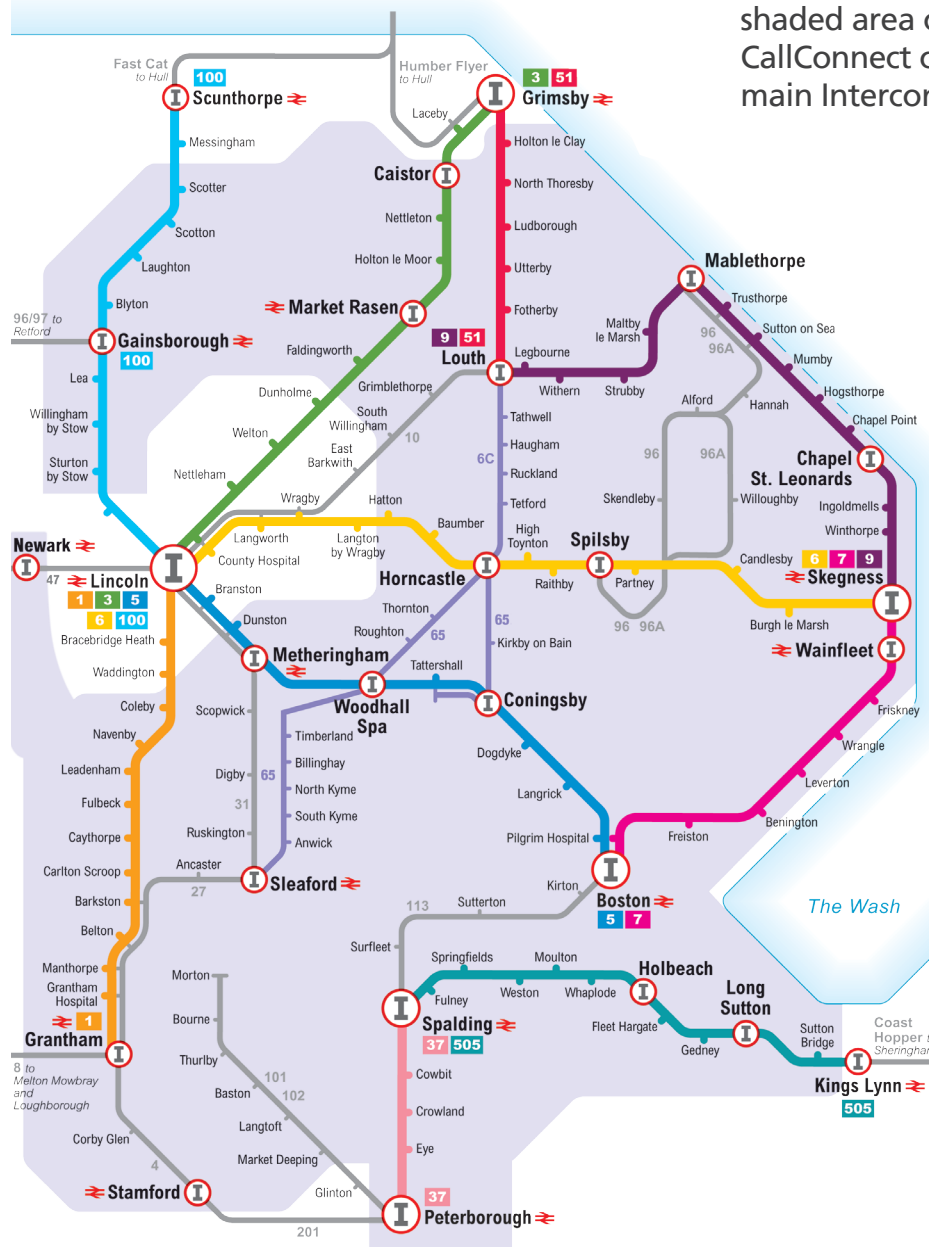 shaded area
CallConnect
main
Fast Cat
to Hull
100
Scunthorpe
Humber Flyer
to Hull
3 51
Grimsby
Laceby
Messingham
Scotter
Scotton
Laughton
Blyton
96/97 to
Retford
Gainsborough
100
Lea
Willingham
by Stow
Sturton
by Stow
Caistor
Nettleton
Holton le Moor
Market Rasen
Faldingworth
Dunholme
Welton
Nettleham
Holton le Clay
North Thoresby
Ludborough
Utterby
Fotherby
9 51
Louth
Grimblethorpe
South
Willingham
East
Barkwith
10
Wragby
Legbourne
Withern
Strubby
Maltby
le Marsh
Mablethorpe
Trusthorpe
Sutton on Sea
Mumby
Hogsthorpe
Chapel Point
Chapel
St. Leonards
Ingoldmells
Winthorpe
96
96A
Hannah
Alford
96
96A
Skendleby
Willoughby
Tathwell
Haugham
6C
Ruckland
Tetford
Newark
47
Lincoln
1 3 5
6 100
County Hospital
Langworth
Langton
by Wragby
Hatton
Baumber
Horncastle
High
Toynton
Raithby
Spilsby
Partney
96 96A
Candlesby
Burgh le Marsh
6 7 9
Skegness
Wainfleet
Friskney
Wrangle
Leverton
Benington
Freiston
Branston
Dunston
Metheringham
Thornton
Roughton
65
65
Kirkby on Bain
Tattershall
Woodhall
Spa
Coningsby
Dogdyke
Langrick
Pilgrim Hospital
Boston
5 7
Bracebridge Heath
Waddington
Coleby
Navenby
Leadenham
Fulbeck
Caythorpe
Carlton Scroop
Barkston
Belton
Manthorpe
Grantham
Hospital
1
Grantham
8 to
Melton Mowbray
and
Loughborough
Scopwick
Digby
31
Ruskington
65
Timberland
Billinghay
North Kyme
South Kyme
Anwick
Sleaford
Ancaster
27
Kirton
Sutterton
113
Surfleet
The Wash
Springfields
Fulney
Weston
Moulton
Whaplode
Holbeach
Fleet Hargate
Gedney
Long
Sutton
Sutton
Bridge
Kings Lynn
505
Coast
Hopper
Spalding
37 505
Cowbit
Crowland
Eye
37
Peterborough
Morton
Bourne
Thurlby
101
102
Baston
Langtoft
Market Deeping
Glinton
Corby Glen
4
Stamford
201